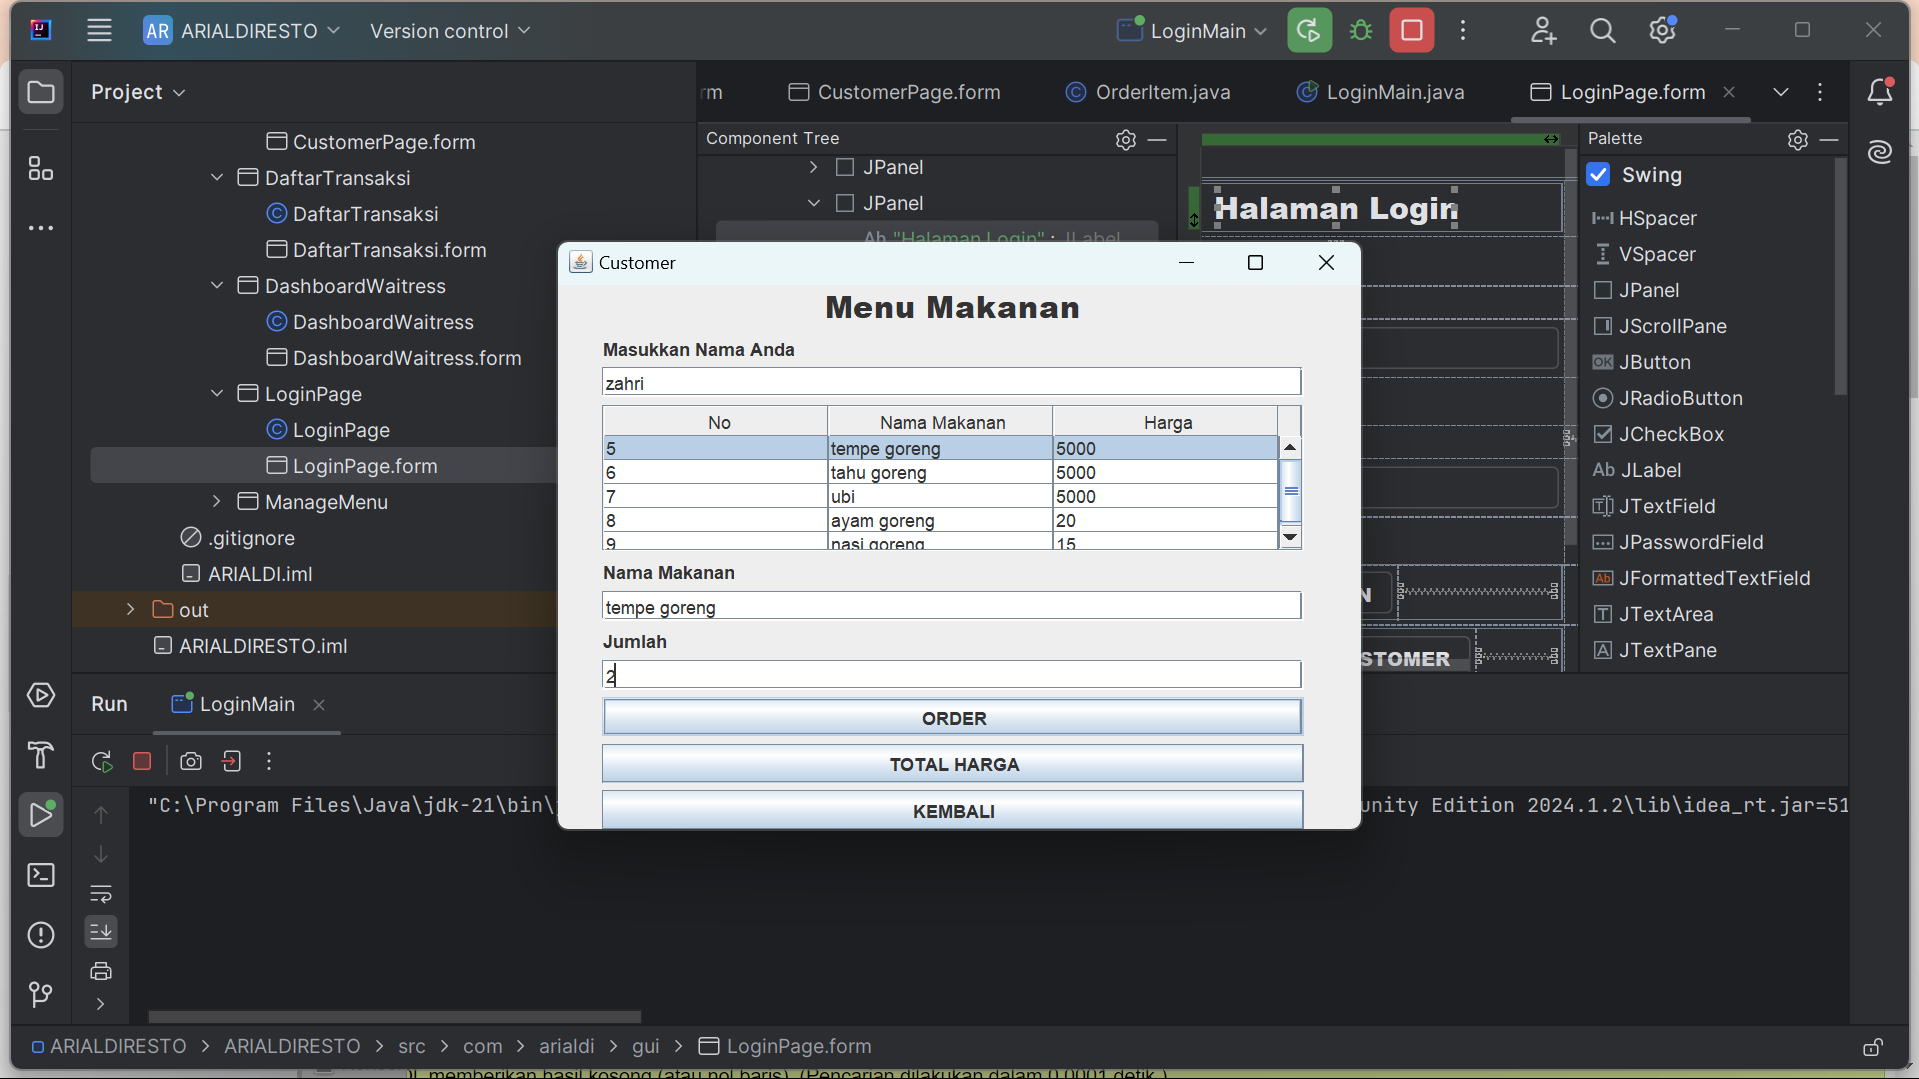 AR ARIALDIRESTO Version control LoginMain
Project
rm CustomerPage.form OrderItem.java LoginMain.java LoginPage.form
CustomerPage.form
DaftarTransaksi
DaftarTransaksi
DaftarTransaksi.form
DashboardWaitress
DashboardWaitress
DashboardWaitress.form
LoginPage
LoginPage
LoginPage.form
ManageMenu
.gitignore
ARIALDI.iml
out
ARIALDIRESTO.iml
Component Tree
JPanel
JPanel
Ab "Halaman Login" : JLabel
Halaman Login
N
STOMER
Palette
Swing
HSpacer
VSpacer
JPanel
JScrollPane
OK JButton
JRadioButton
JCheckBox
Ab JLabel
JTextField
JPasswordField
Ab JFormattedTextField
JTextArea
JTextPane
Customer
Menu Makanan
Masukkan Nama Anda
zahri
No Nama Makanan Harga
5 tempe goreng 5000
6 tahu goreng 5000
7 ubi 5000
8 ayam goreng 20
9 nasi goreng 15
Nama Makanan
tempe goreng
Jumlah
2
ORDER
TOTAL HARGA
KEMBALI
Run LoginMain
"C:\Program Files\Java\jdk-21\bin\ unity Edition 2024.1.2\lib\idea_rt.jar=51
ARIALDIRESTO > ARIALDIRESTO > src > com > arialdi > gui > LoginPage.form
memberikan hasil kosong (atau nol baris). (Pencarian dilakukan dalam 0,0001 detik.)